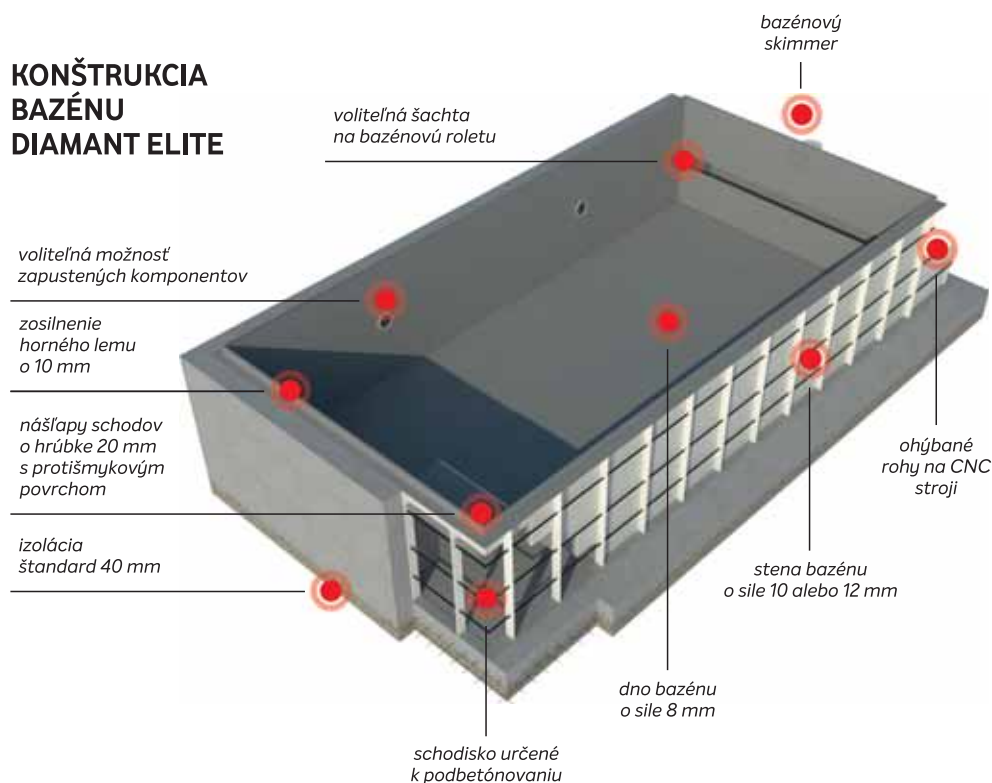 KONŠTRUKCIA
BAZÉNU
DIAMANT ELITE
bazénový
skimmer
voliteľná šachta
na bazénovú roletu
voliteľná možnosť
zapustených komponentov
zosilnenie
horného lemu
o 10 mm
nášľapy schodov
o hrúbke 20 mm
s protišmykovým
povrchom
izolácia
štandard 40 mm
ohýbané
rohy na CNC
stroji
stena bazénu
o sile 10 alebo 12 mm
dno bazénu
o sile 8 mm
schodisko určené
k podbetónovaniu